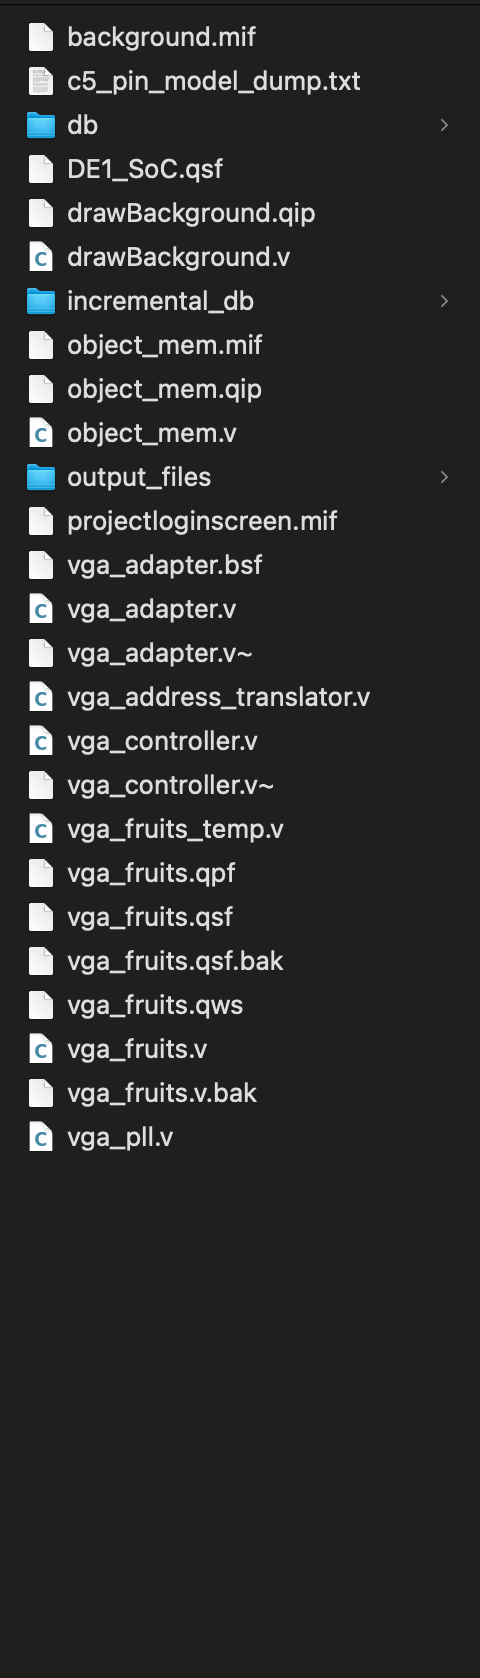 background.mif
c5_pin_model_dump.txt
db
DE1_SoC.qsf
drawBackground.qip
drawBackground.v
incremental_db
object_mem.mif
object_mem.qip
object_mem.v
output_files
projectloginscreen.mif
vga_adapter.bsf
vga_adapter.v
vga_adapter.v~
vga_address_translator.v
vga_controller.v
vga_controller.v~
vga_fruits_temp.v
vga_fruits.qpf
vga_fruits.qsf
vga_fruits.qsf.bak
vga_fruits.qws
vga_fruits.v
vga_fruits.v.bak
vga_pll.v